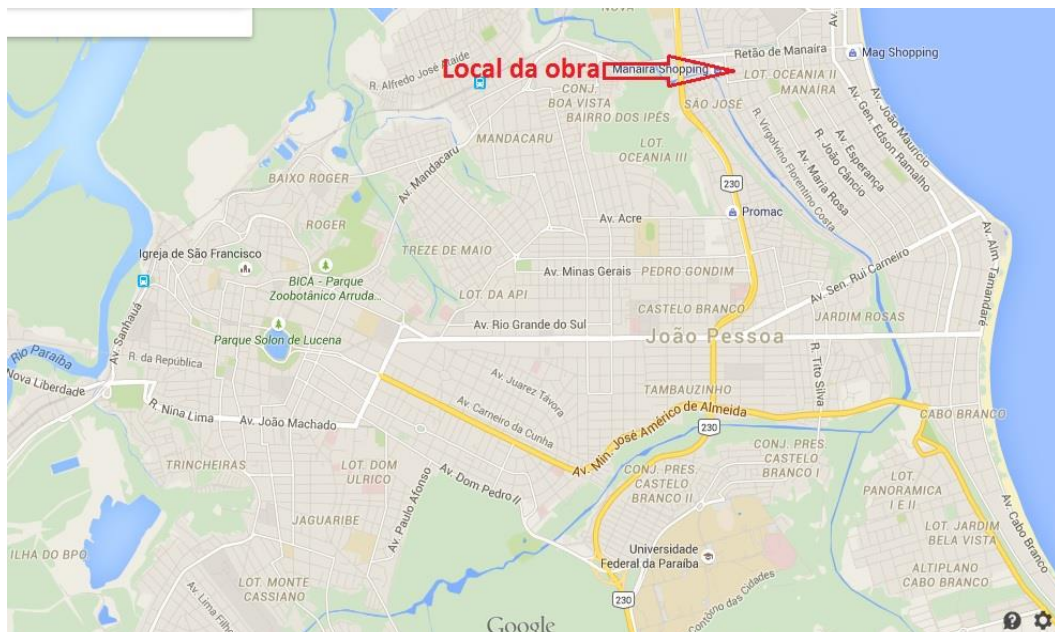 NOVA
Av.
Retão de Manaira
Mag Shopping
R. Alfredo José Ataide
Local da obra
Manaira Shopping
LOT. OCEANIA II
MANAÍRA
CONJ.
BOA VISTA
BAIRRO DOS IPÊS
SÃO JOSÉ
Av. João Maurício
Av. Gen. Edson Ramalho
MANDACARU
LOT.
OCEANIA III
R. Virgolvino Florentino Costa
Av. Esperança
R. João Câncio
Av. Maria Rosa
Av. Mandacaru
BAIXO ROGER
230
Promac
Av. Acre
ROGER
Av. Alm. Tamandaré
Igreja de São Francisco
TREZE DE MAIO
Av. Sen. Rui Carneiro
BICA - Parque
Zoobotânico Arruda...
Av. Minas Gerais
PEDRO GONDIM
LOT. DA API
CASTELO BRANCO
JARDIM ROSAS
Av. Sanhauá
Av. Rio Grande do Sul
João Pessoa
Parque Solon de Lucena
Rio Paraíba
R. da República
R. Tito Silva
Nova Liberdade
Av. Juarez Távora
TAMBAUZINHO
R. Nina Lima
Av. João Machado
Av. Carneiro da Cunha
Av. Min. José Américo de Almeida
230
CABO BRANCO
TRINCHEIRAS
LOT. DOM
ULRICO
Av. Dom Pedro II
CONJ. PRES.
CASTELO
BRANCO II
CONJ. PRES.
CASTELO
BRANCO I
LOT.
PANORAMICA
I E II
Av. Paulo Afonso
JAGUARIBE
Av. Cabo Branco
LOT. JARDIM
BELA VISTA
ILHA DO BPO
Universidade
Federal da Paraíba
ALTIPLANO
CABO BRANCO
LOT. MONTE
CASSIANO
Av. Lima Filho
230
Contôrno das Cidades
Google